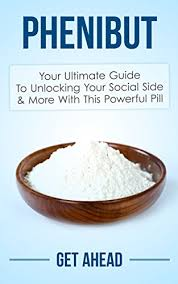 PHENIBUT
Your Ultimate Guide
To Unlocking Your Social Side
& More With This Powerful Pill
GET AHEAD